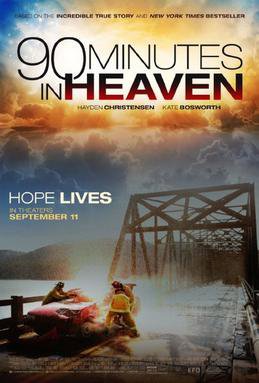 BASED ON THE INCREDIBLE TRUE STORY AND NEW YORK TIMES BESTSELLER
90 MINUTES
IN HEAVEN
HAYDEN CHRISTENSEN KATE BOSWORTH
HOPE LIVES
IN THEATERS
SEPTEMBER 11
EFO